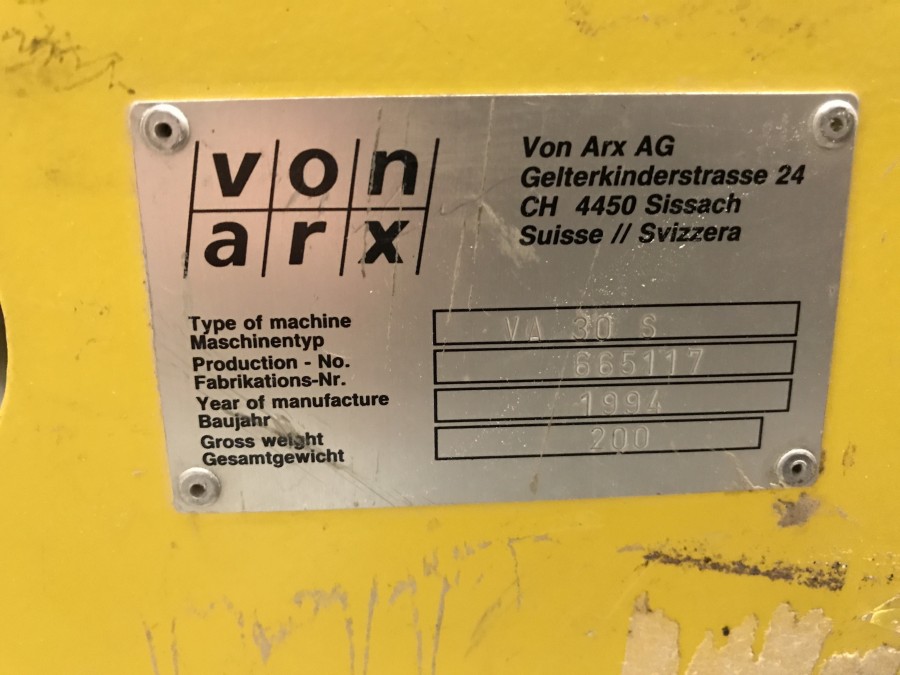 von
arx
Von Arx AG
Gelterkinderstrasse 24
CH 4450 Sissach
Suisse // Svizzera
Type of machine
Maschinentyp
VA 30 S
Production - No.
Fabrikations-Nr.
665117
Year of manufacture
Baujahr
1994
Gross weight
Gesamtgewicht
200